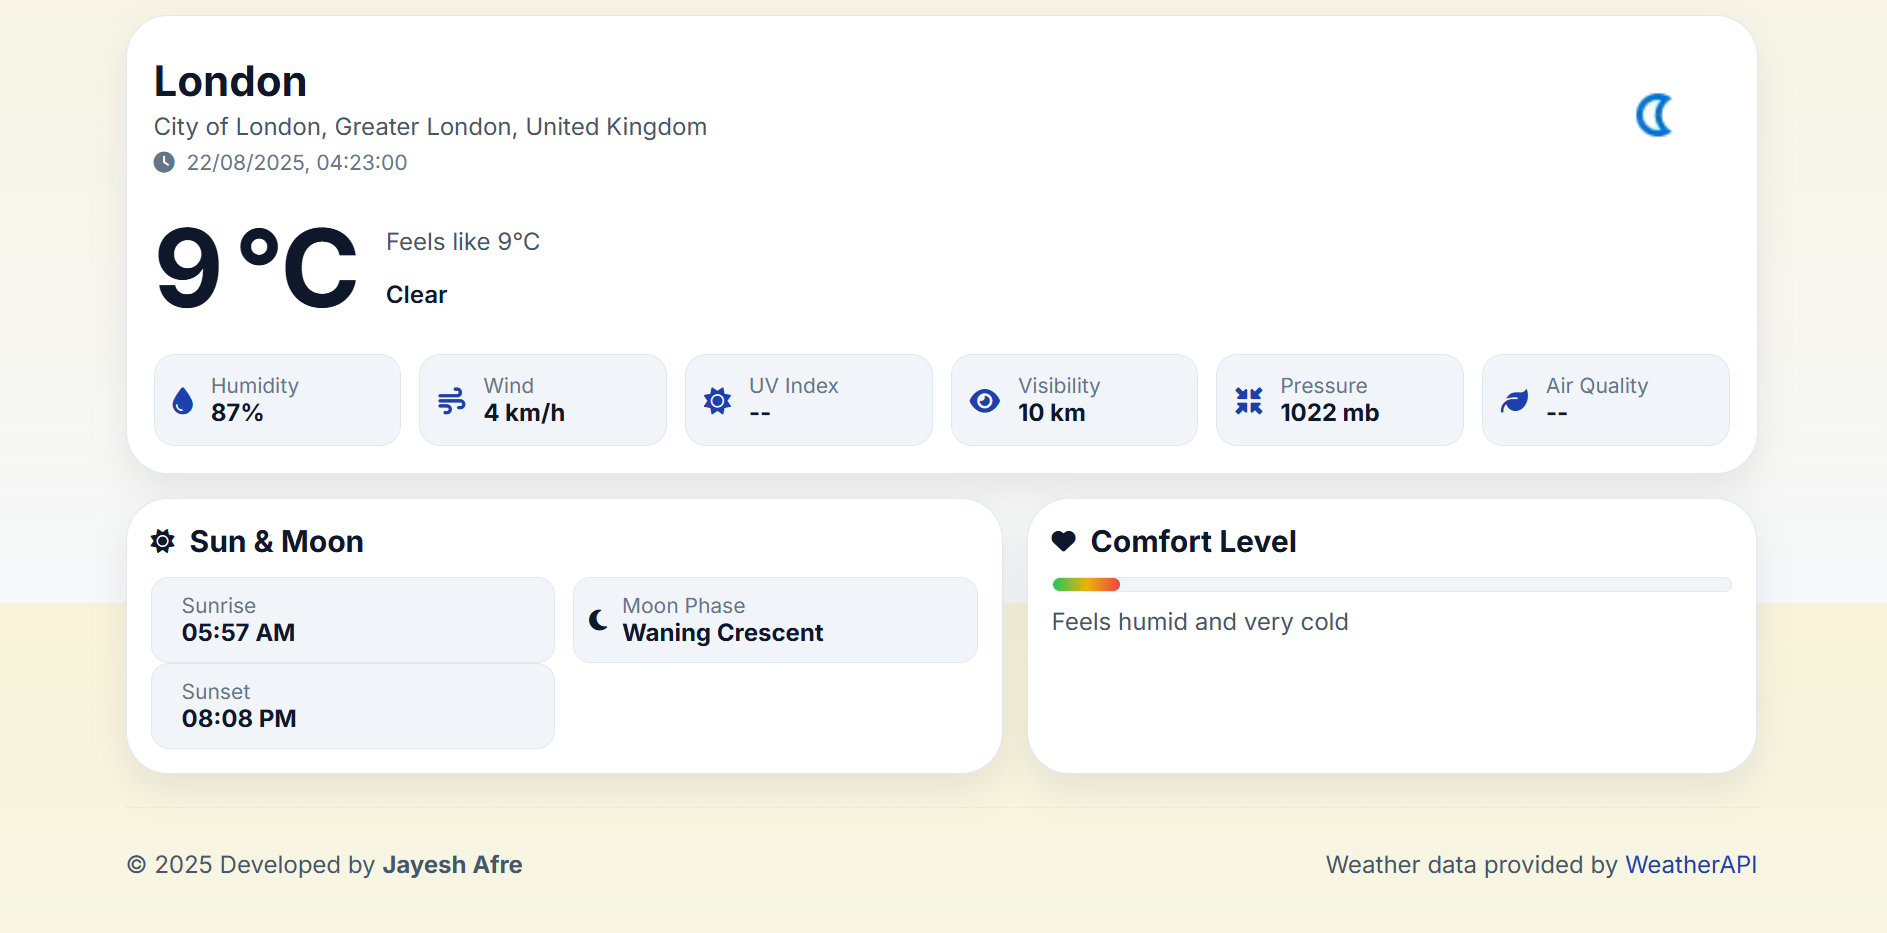 London
City of London, Greater London, United Kingdom
22/08/2025, 04:23:00
9°C
Feels like 9°C
Clear
Humidity
87%
Wind
4 km/h
UV Index
--
Visibility
10 km
Pressure
1022 mb
Air Quality
--
Sun & Moon
Sunrise
05:57 AM
Sunset
08:08 PM
Moon Phase
Waning Crescent
Comfort Level
Feels humid and very cold
© 2025 Developed by Jayesh Afre
Weather data provided by WeatherAPI